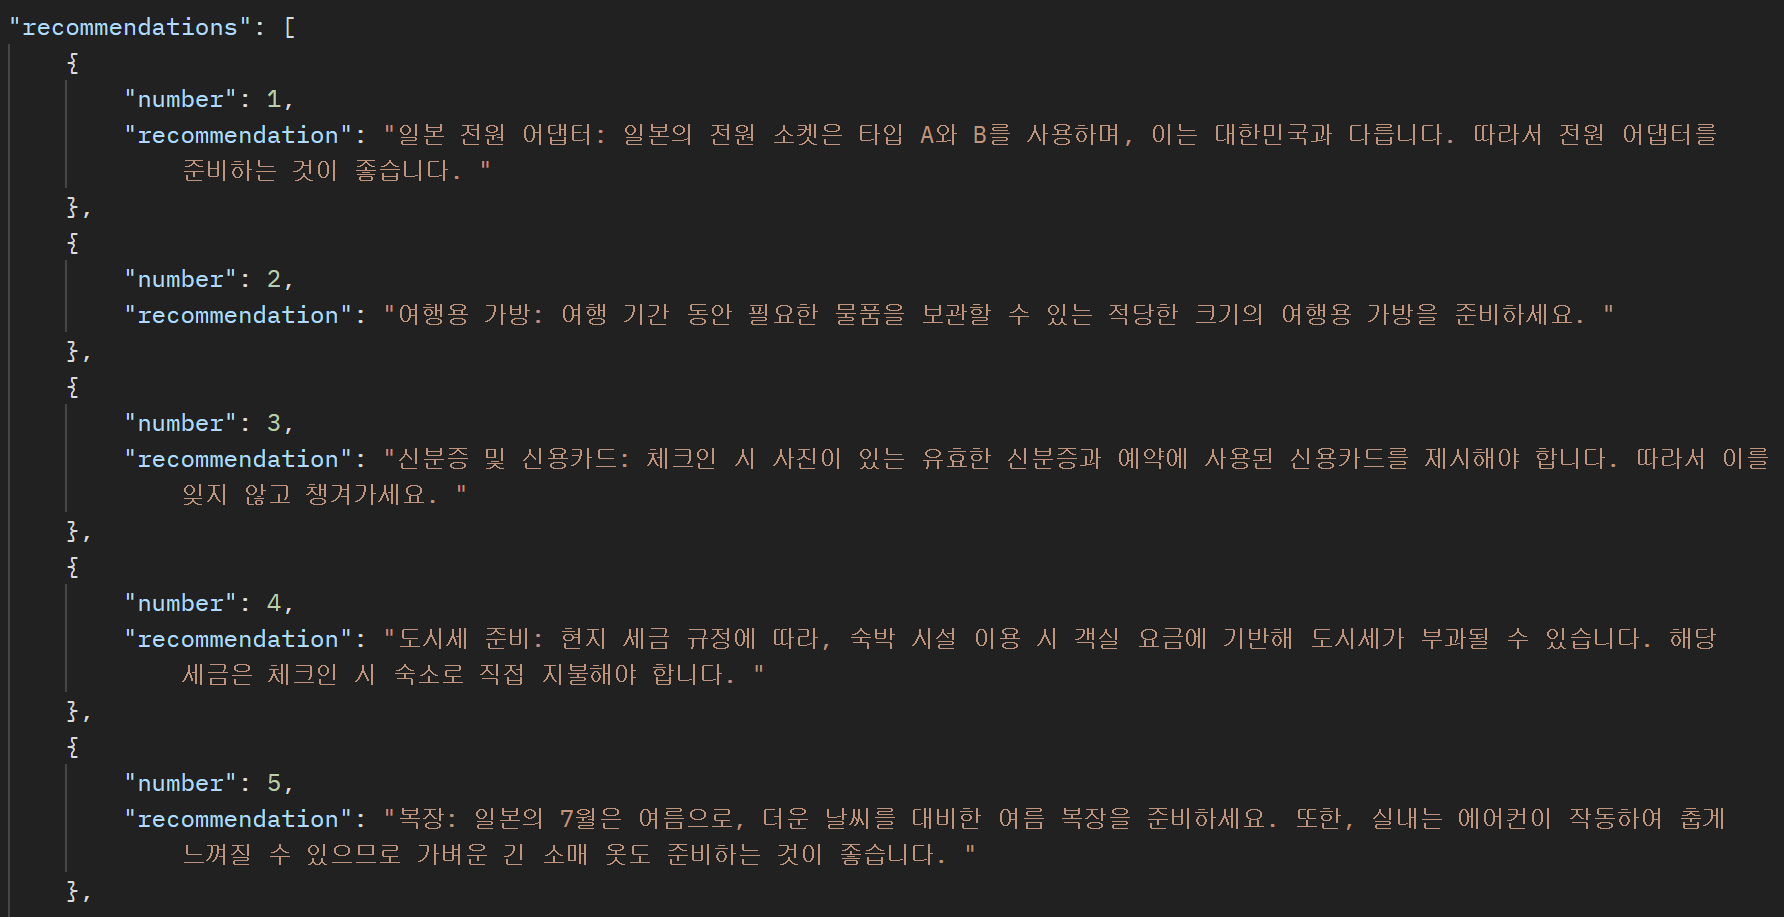 "recommendations": [
{
"number": 1,
"recommendation": "일본 전원 어댑터: 일본의 전원 소켓은 타입 A와 B를 사용하며, 이는 대한민국과 다릅니다. 따라서 전원 어댑터를
준비하는 것이 좋습니다. "
},
{
"number": 2,
"recommendation": "여행용 가방: 여행 기간 동안 필요한 물품을 보관할 수 있는 적당한 크기의 여행용 가방을 준비하세요. "
},
{
"number": 3,
"recommendation": "신분증 및 신용카드: 체크인 시 사진이 있는 유효한 신분증과 예약에 사용된 신용카드를 제시해야 합니다. 따라서 이를
잊지 않고 챙겨가세요. "
},
{
"number": 4,
"recommendation": "도시세 준비: 현지 세금 규정에 따라, 숙박 시설 이용 시 객실 요금에 기반해 도시세가 부과될 수 있습니다. 해당
세금은 체크인 시 숙소로 직접 지불해야 합니다. "
},
{
"number": 5,
"recommendation": "복장: 일본의 7월은 여름으로, 더운 날씨를 대비한 여름 복장을 준비하세요. 또한, 실내는 에어컨이 작동하여 춥게
느껴질 수 있으므로 가벼운 긴 소매 옷도 준비하는 것이 좋습니다. "
},